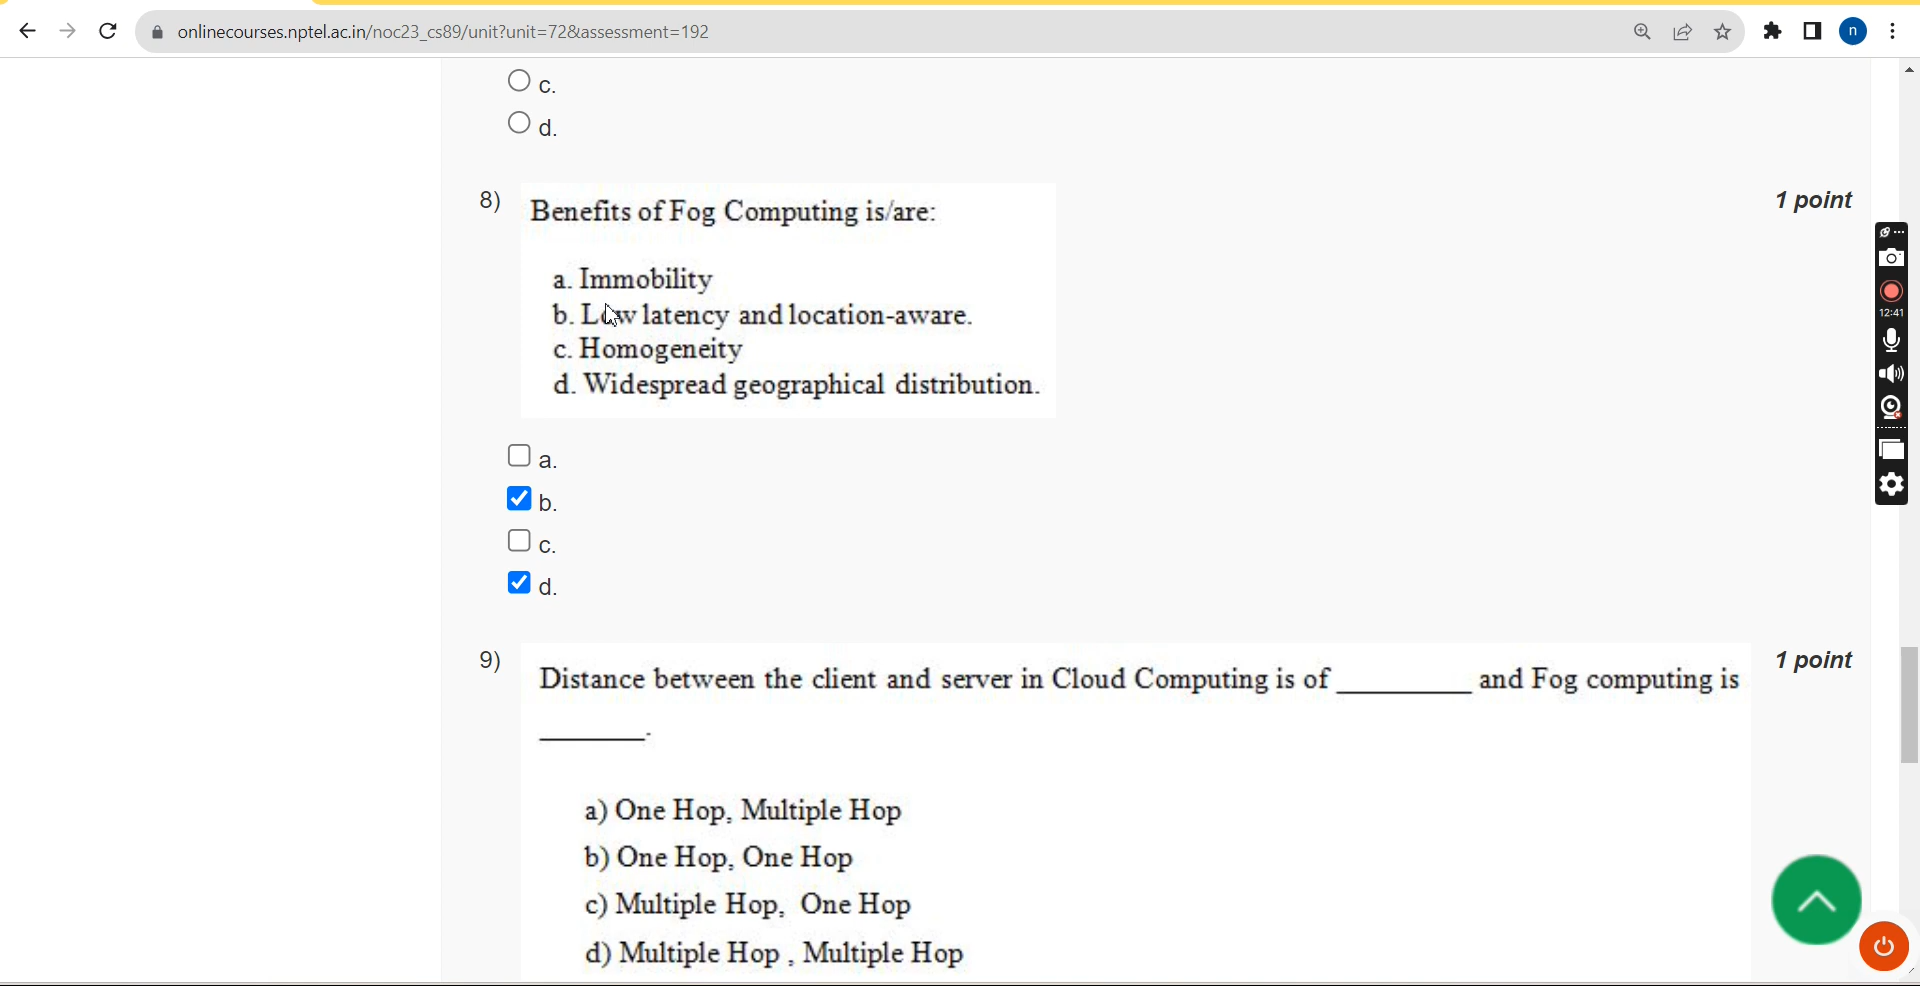 onlinecourses.nptel.ac.in/noc23_cs89/unit?unit=72&assessment=192
n
c.
d.
8)
Benefits of Fog Computing is/are:
1 point
a. Immobility
b. Low latency and location-aware.
c. Homogeneity
d. Widespread geographical distribution.
12:41
a.
b.
c.
d.
9)
Distance between the client and server in Cloud Computing is of __________ and Fog computing is
________.
1 point
a) One Hop, Multiple Hop
b) One Hop, One Hop
c) Multiple Hop, One Hop
d) Multiple Hop , Multiple Hop